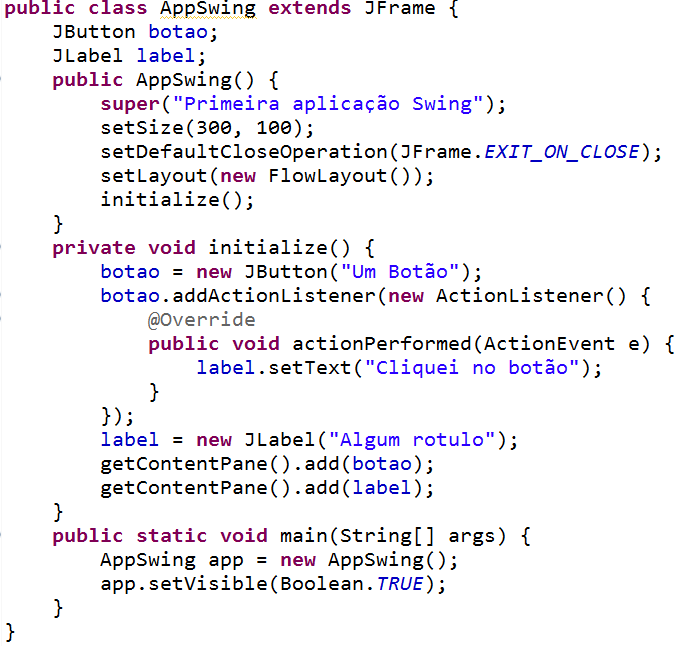 public class AppSwing extends JFrame {
    JButton botao;
    JLabel label;
    public AppSwing() {
        super("Primeira aplicação Swing");
        setSize(300, 100);
        setDefaultCloseOperation(JFrame.EXIT_ON_CLOSE);
        setLayout(new FlowLayout());
        initialize();
    }
    private void initialize() {
        botao = new JButton("Um Botão");
        botao.addActionListener(new ActionListener() {
            @Override
            public void actionPerformed(ActionEvent e) {
                label.setText("Cliquei no botão");
            }
        });
        label = new JLabel("Algum rotulo");
        getContentPane().add(botao);
        getContentPane().add(label);
    }
    public static void main(String[] args) {
        AppSwing app = new AppSwing();
        app.setVisible(Boolean.TRUE);
    }
}